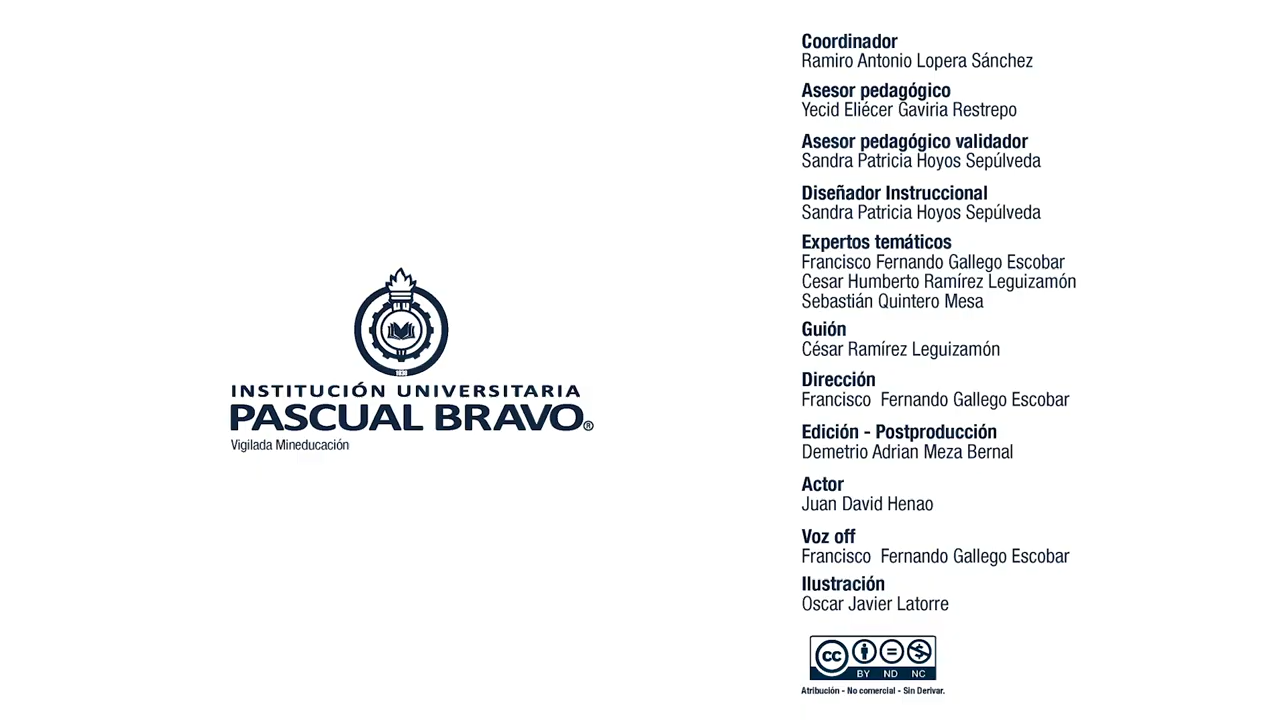 1938
INSTITUCIÓN UNIVERSITARIA
PASCUAL BRAVO®
Vigilada Mineducación
Coordinador
Ramiro Antonio Lopera Sánchez
Asesor pedagógico
Yecid Eliécer Gaviria Restrepo
Asesor pedagógico validador
Sandra Patricia Hoyos Sepúlveda
Diseñador Instruccional
Sandra Patricia Hoyos Sepúlveda
Expertos temáticos
Francisco Fernando Gallego Escobar
Cesar Humberto Ramírez Leguizamón
Sebastián Quintero Mesa
Guión
César Ramírez Leguizamón
Dirección
Francisco Fernando Gallego Escobar
Edición - Postproducción
Demetrio Adrian Meza Bernal
Actor
Juan David Henao
Voz off
Francisco Fernando Gallego Escobar
Ilustración
Oscar Javier Latorre
CC BY ND NC
Atribución - No comercial - Sin Derivar.